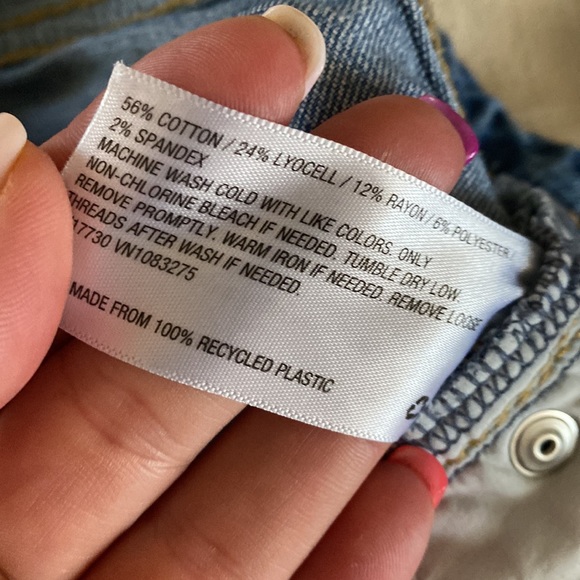 56% COTTON / 24% LYOCELL / 12% RAYON / 6% POLYESTER /
2% SPANDEX
MACHINE WASH COLD WITH LIKE COLORS. ONLY
NON-CHLORINE BLEACH IF NEEDED. TUMBLE DRY LOW.
REMOVE PROMPTLY. WARM IRON IF NEEDED. REMOVE LOOSE
THREADS AFTER WASH IF NEEDED.
17730 VN1083275
MADE FROM 100% RECYCLED PLASTIC